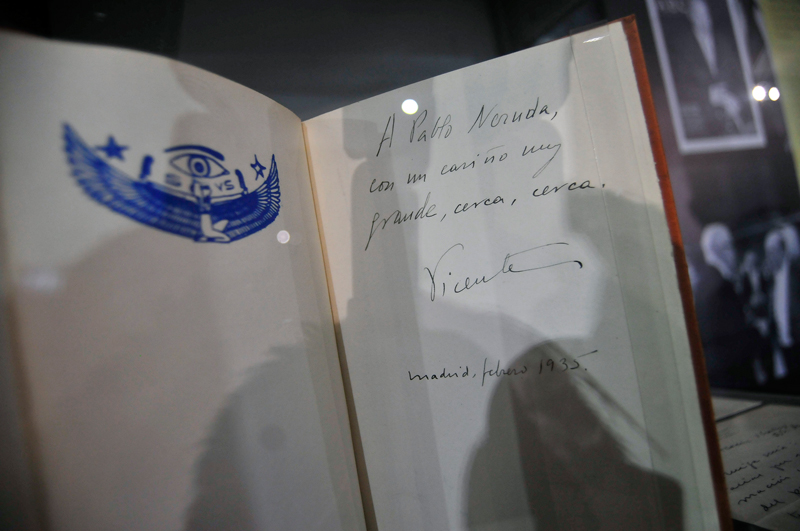 A Pablo Neruda,
con un cariño muy
grande, cerca, cerca.
Vicente
Madrid, febrero 1935.